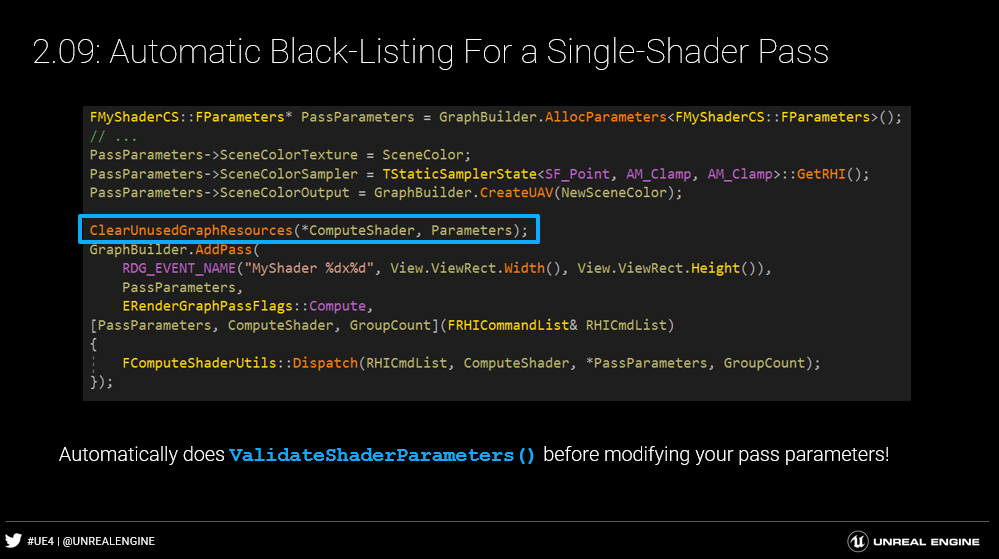 2.09: Automatic Black-Listing For a Single-Shader Pass
FMyShaderCS::FParameters* PassParameters = GraphBuilder.AllocParameters<FMyShaderCS::FParameters>();
// ...
PassParameters->SceneColorTexture = SceneColor;
PassParameters->SceneColorSampler = TStaticSamplerState<SF_Point, AM_Clamp, AM_Clamp>::GetRHI();
PassParameters->SceneColorOutput = GraphBuilder.CreateUAV(NewSceneColor);
ClearUnusedGraphResources(*ComputeShader, Parameters);
GraphBuilder.AddPass(
RDG_EVENT_NAME("MyShader %dx%d", View.ViewRect.Width(), View.ViewRect.Height()),
PassParameters,
ERenderGraphPassFlags::Compute,
[PassParameters, ComputeShader, GroupCount](FRHICommandList& RHICmdList)
{
FComputeShaderUtils::Dispatch(RHICmdList, ComputeShader, *PassParameters, GroupCount);
});
Automatically does ValidateShaderParameters() before modifying your pass parameters!
#UE4 | @UNREALENGINE
UNREAL ENGINE